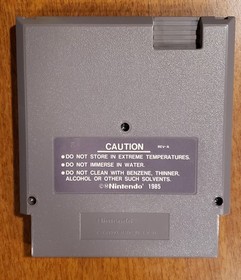 CAUTION
REV-A
●DO NOT STORE IN EXTREME TEMPERATURES.
●DO NOT IMMERSE IN WATER.
●DO NOT CLEAN WITH BENZENE, THINNER,
ALCOHOL OR OTHER SUCH SOLVENTS.
©®Nintendo 1985